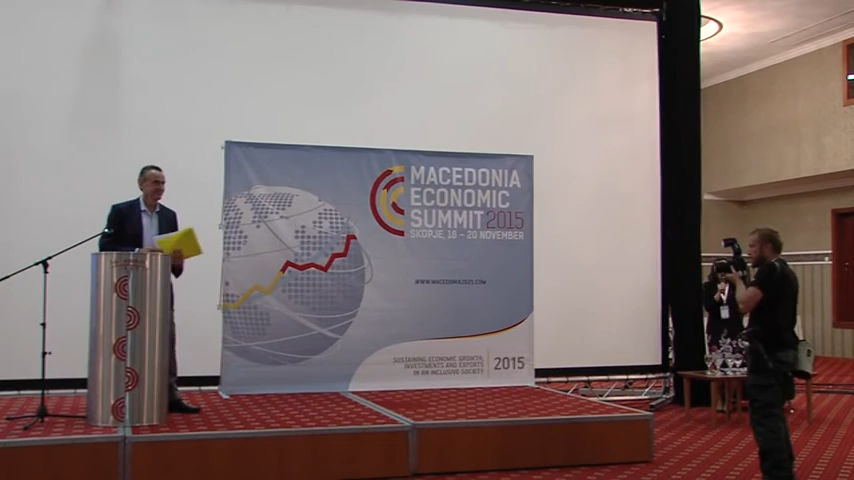 MACEDONIA
ECONOMIC
SUMMIT 2015
SKOPJE, 18 – 20 NOVEMBER
WWW.MACEDONIA2025.COM
SUSTAINING ECONOMIC GROWTH,
INVESTMENTS AND EXPORTS
IN AN INCLUSIVE SOCIETY
2015